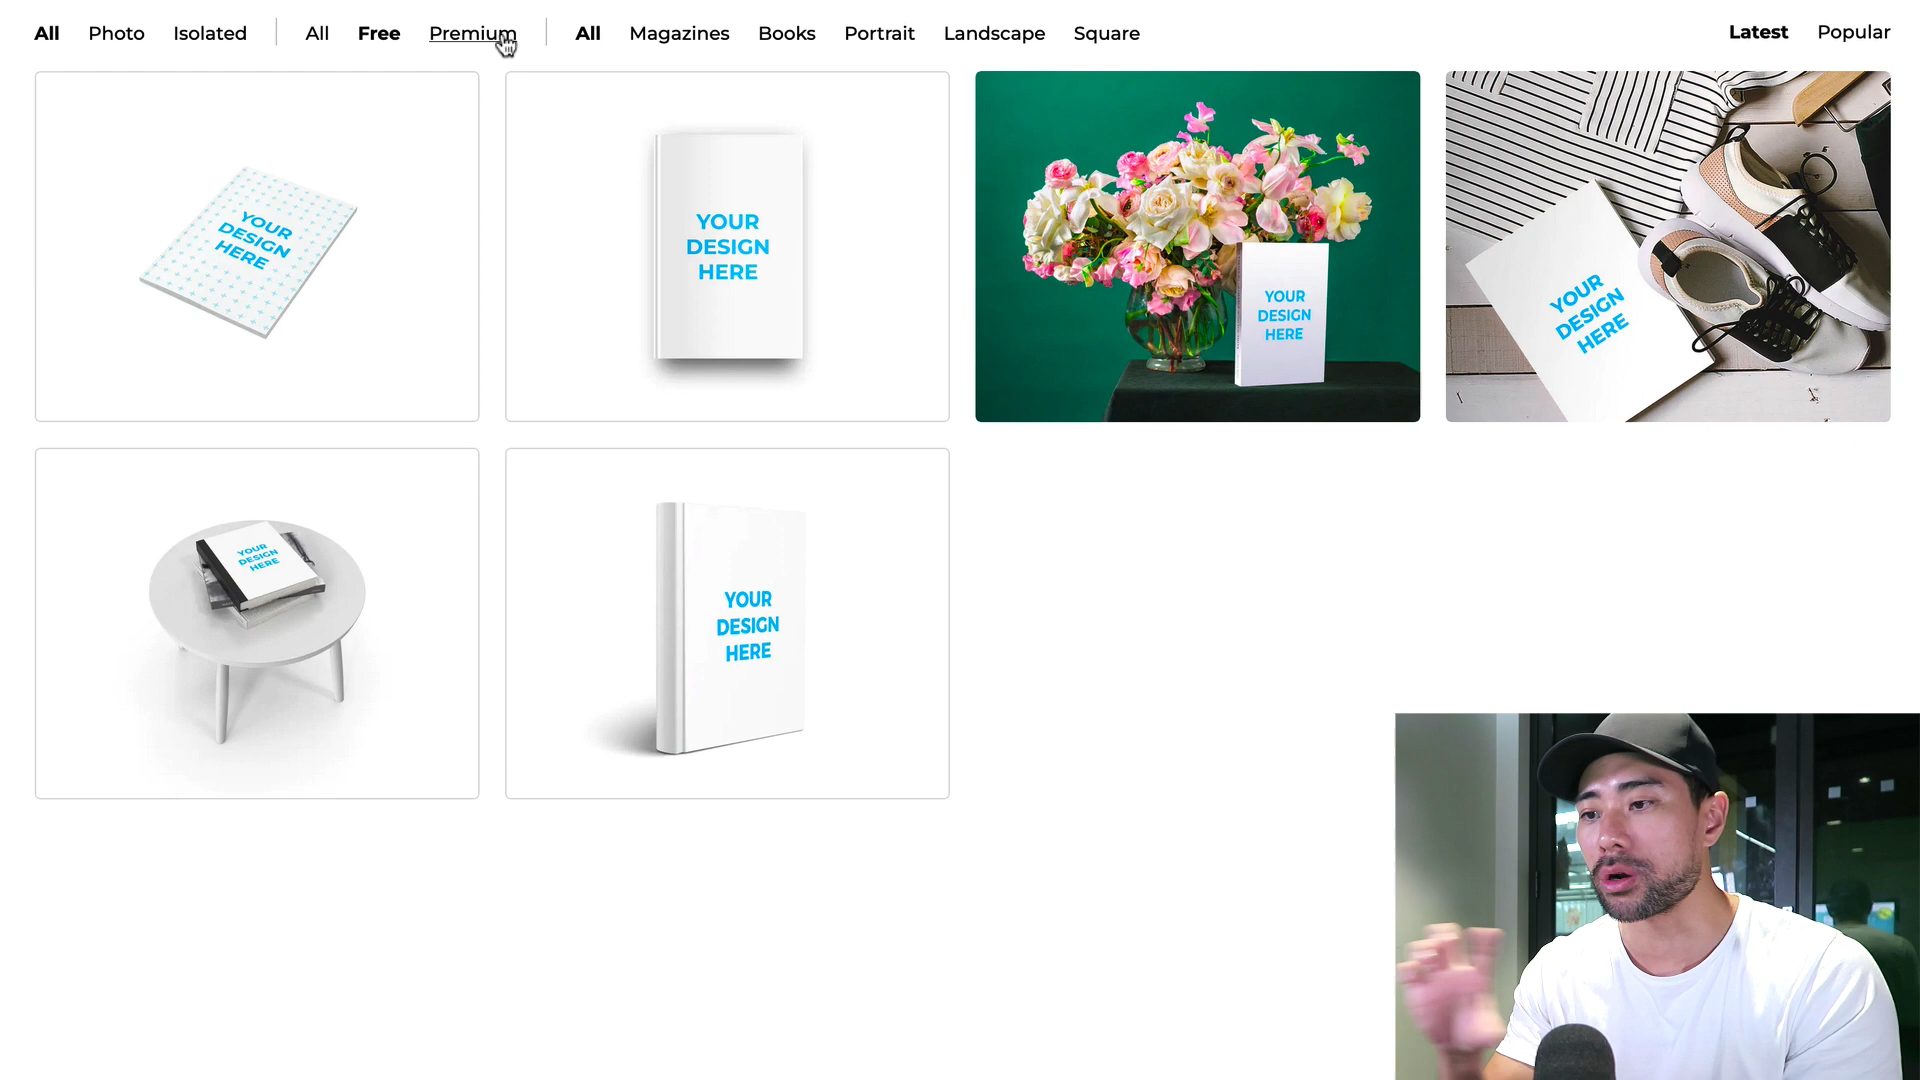 All Photo Isolated All Free Premium All Magazines Books Portrait Landscape Square Latest Popular
YOUR
DESIGN
HERE
YOUR
DESIGN
HERE
YOUR
DESIGN
HERE
YOUR
DESIGN
HERE
YOUR
DESIGN
HERE
YOUR
DESIGN
HERE